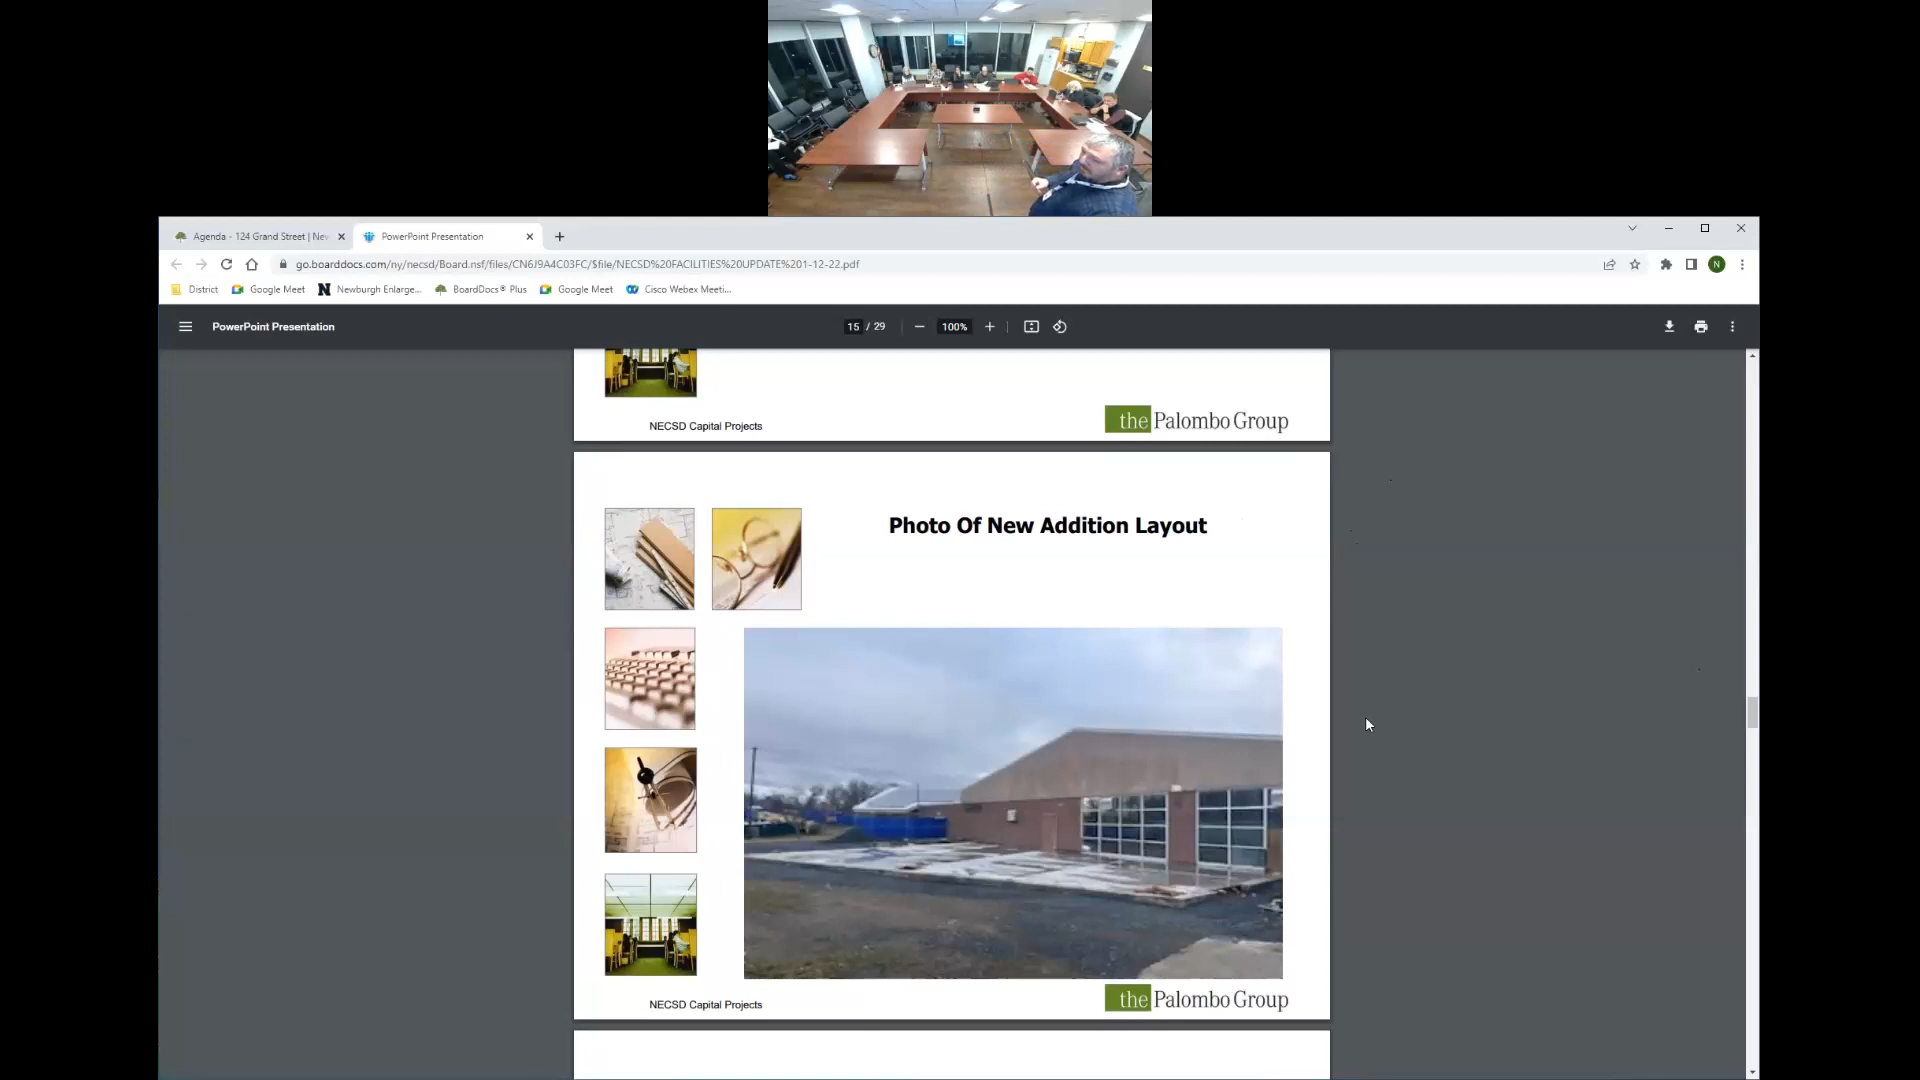 Agenda - 124 Grand Street | New
PowerPoint Presentation
go.boarddocs.com/ny/necsd/Board.nsf/files/CN6J9A4C03FC/$file/NECSD%20FACILITIES%20UPDATE%201-12-22.pdf
N
District
Google Meet
Newburgh Enlarge...
BoardDocs® Plus
Google Meet
Cisco Webex Meeti...
PowerPoint Presentation
15 / 29
100%
NECSD Capital Projects
the Palombo Group
Photo Of New Addition Layout
NECSD Capital Projects
the Palombo Group